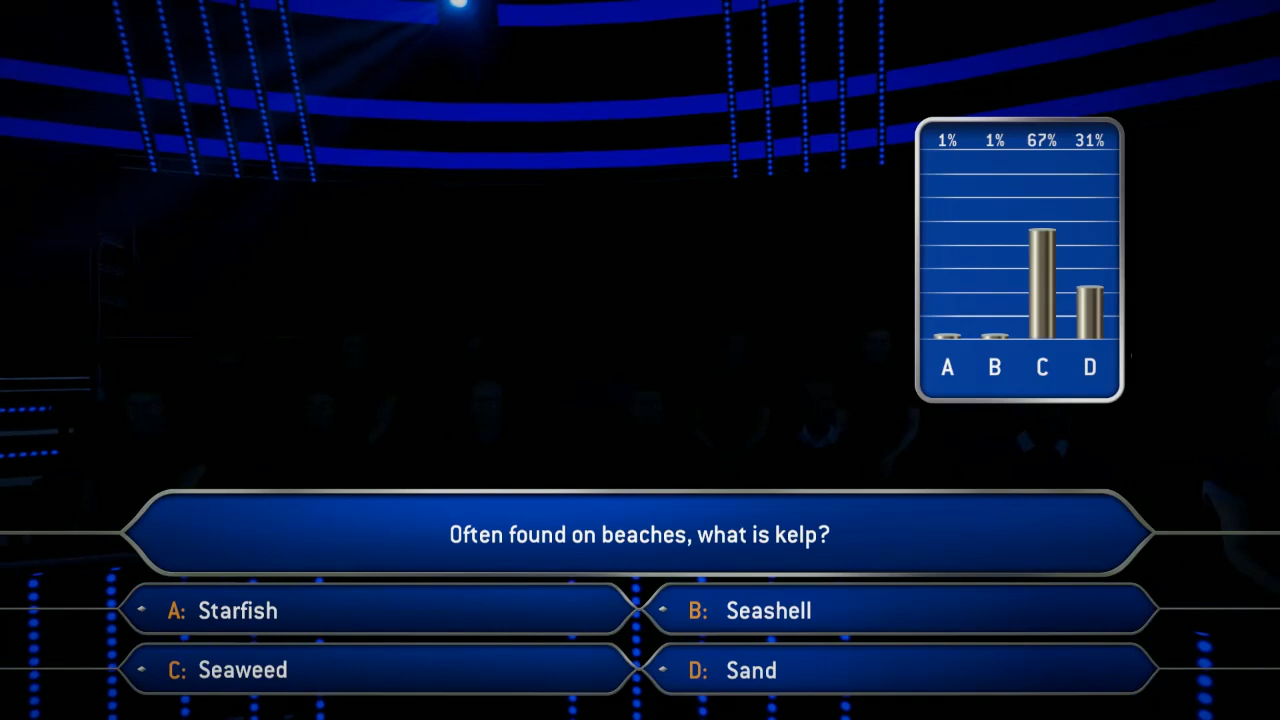 1% 1% 67% 31%
A B C D
Often found on beaches, what is kelp?
A: Starfish
B: Seashell
C: Seaweed
D: Sand